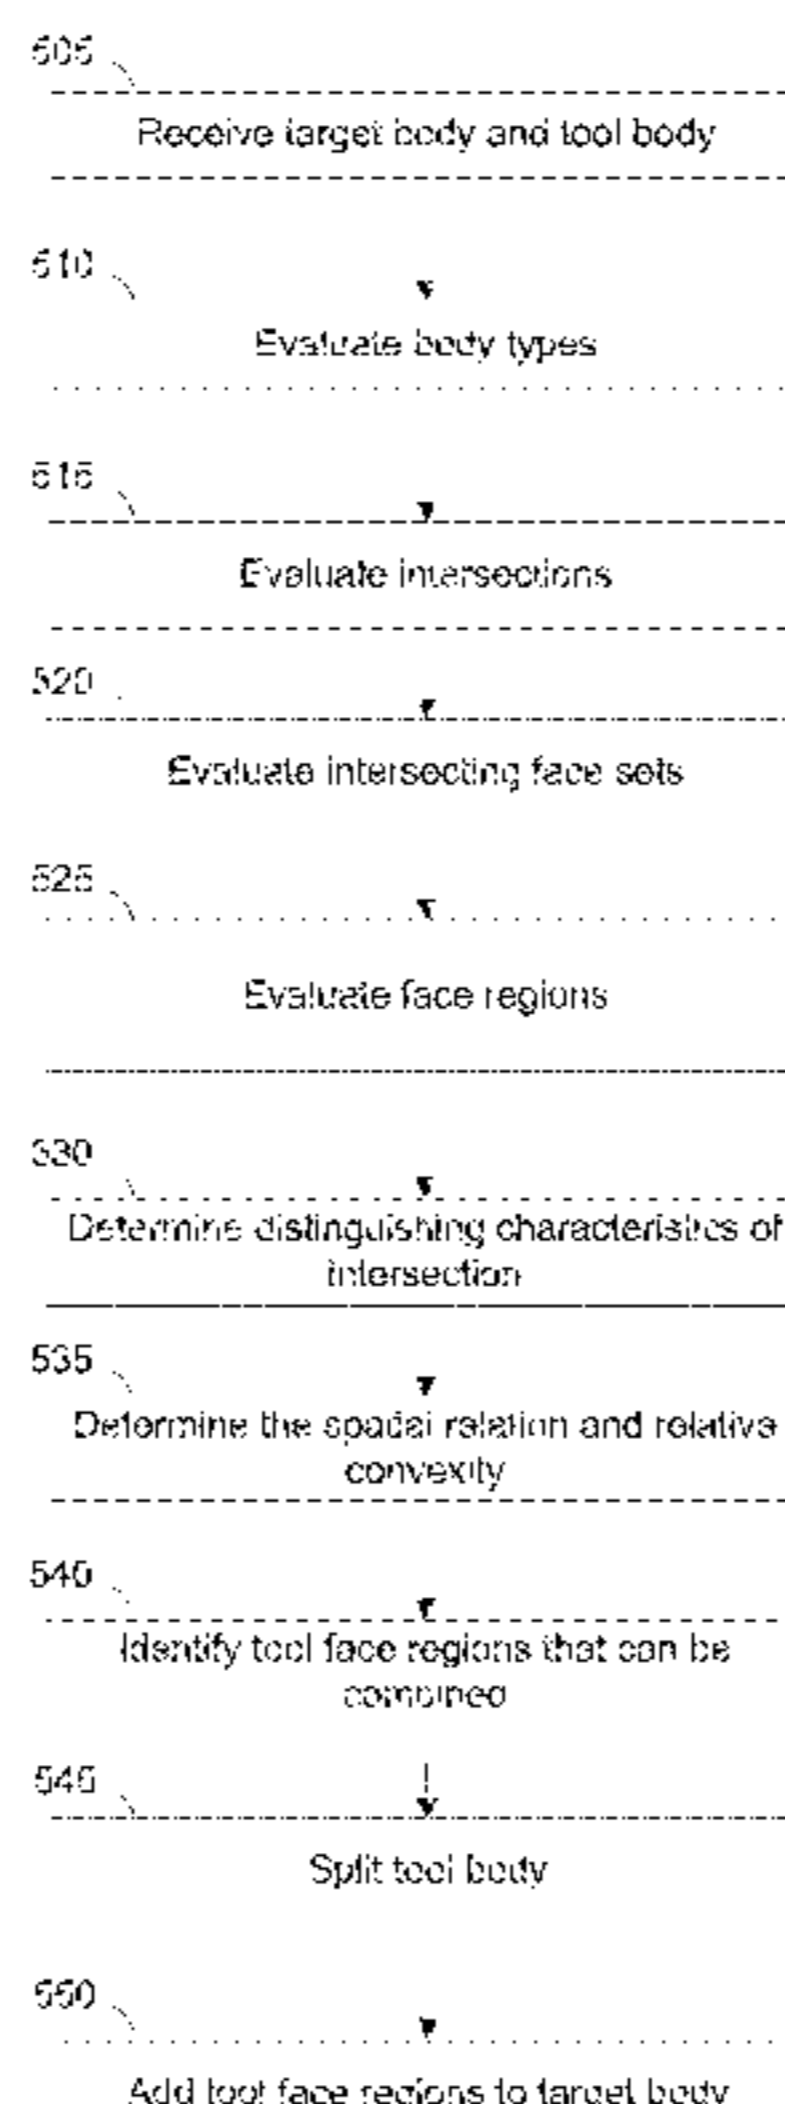 505
Receive target body and tool body
510
Evaluate body types
515
Evaluate intersections
520
Evaluate intersecting face sets
525
Evaluate face regions
530
Determine distinguishing characteristics of
intersection
535
Determine the spatial relation and relative
convexity
540
Identify tool face regions that can be
combined
545
Split tool body
550
Add tool face regions to target body